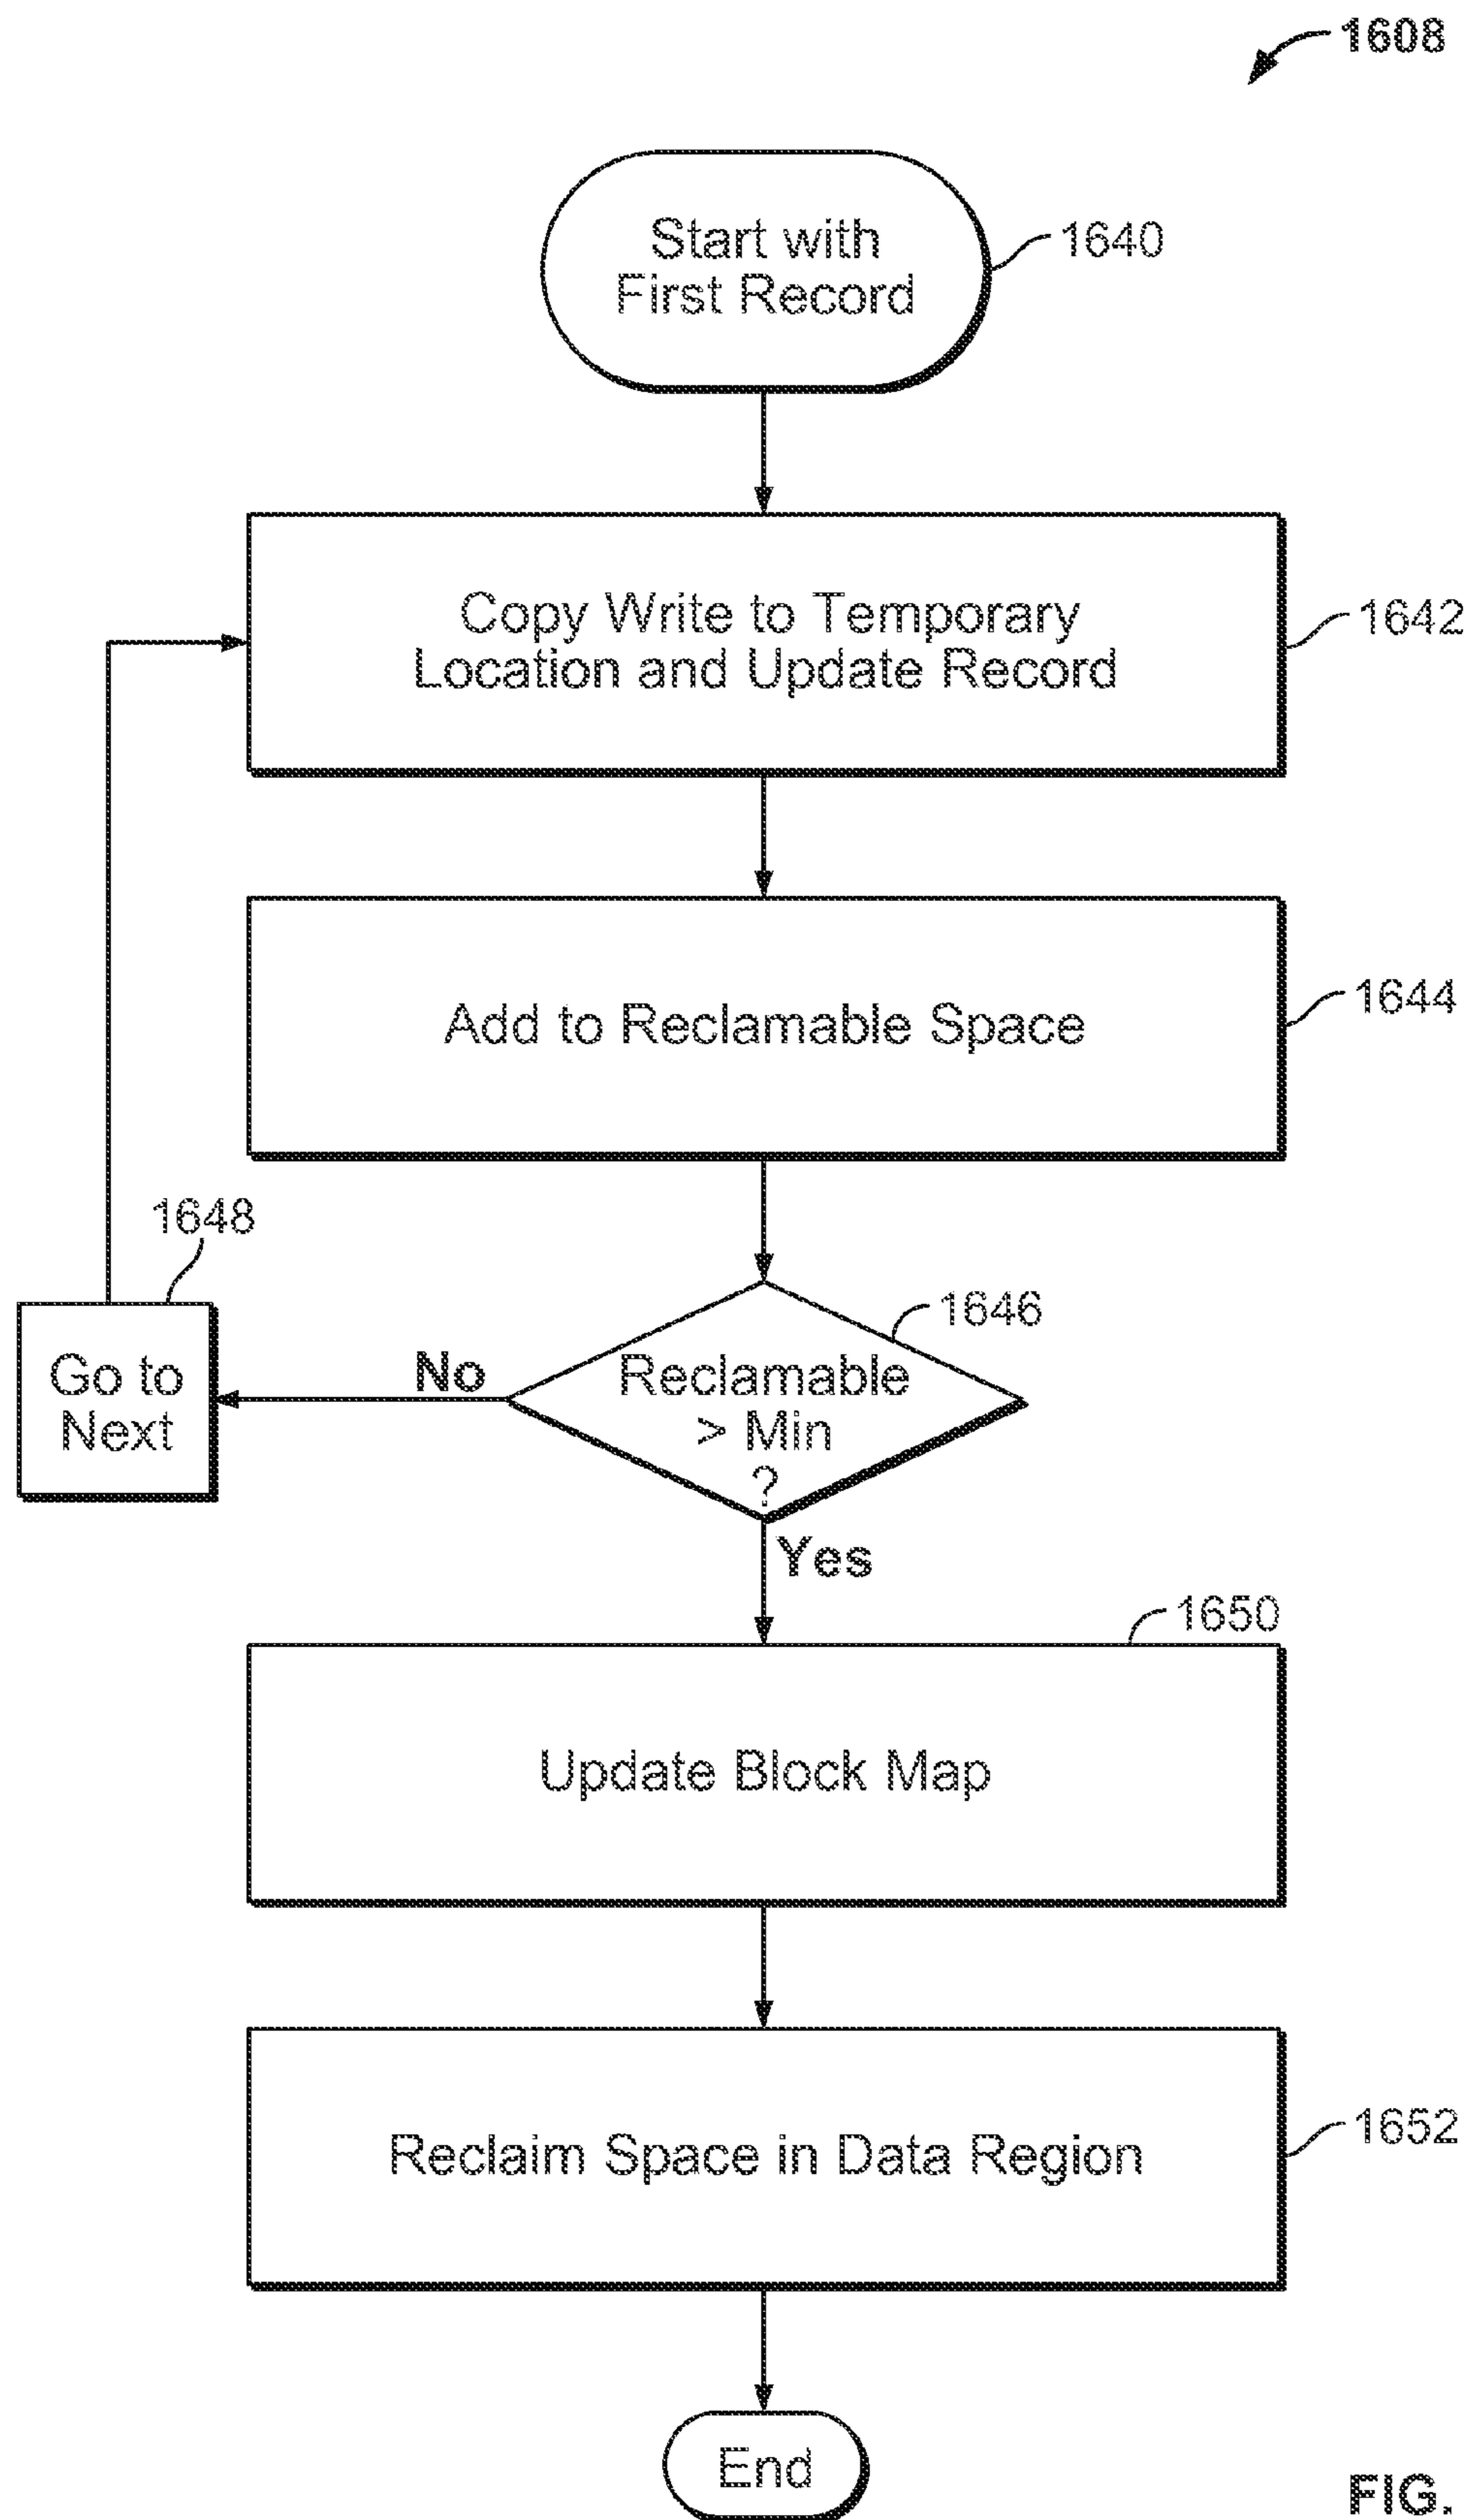 1608
Start with
First Record
1640
Copy Write to Temporary
Location and Update Record
1642
Add to Reclamable Space
1644
1648
Go to
Next
No
1646
Reclamable
> Min
?
Yes
1650
Update Block Map
Reclaim Space in Data Region
1652
End
FIG.